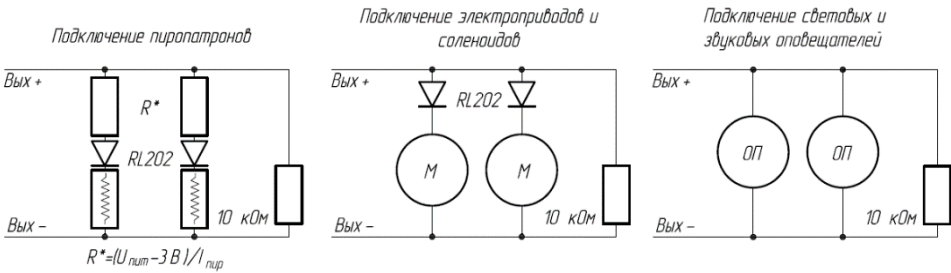 Подключение пиропатронов
Вых +
R*
RL202
10 кОм
Вых –
R*=(Uпит–3 В)/Iпир
Подключение электроприводов и
соленоидов
Вых +
RL202
М
М
10 кОм
Вых –
Подключение световых и
звуковых оповещателей
Вых +
ОП
ОП
10 кОм
Вых –